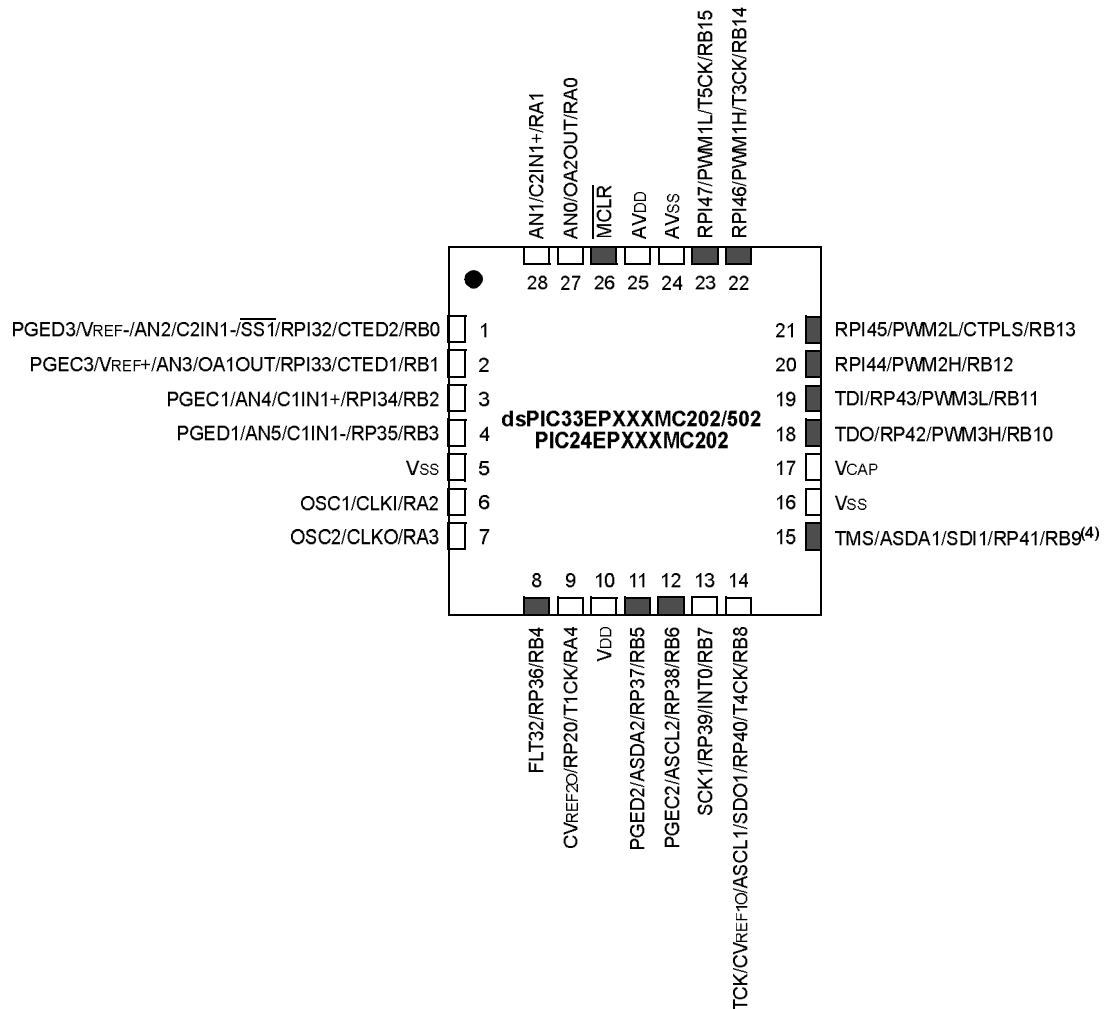 AN1/C2IN1+/RA1
AN0/OA2OUT/RA0
MCLR
AVDD
AVSS
RPI47/PWM1L/T5CK/RB15
RPI46/PWM1H/T3CK/RB14
28 27 26 25 24 23 22
PGED3/VREF-/AN2/C2IN1-/SS1/RPI32/CTED2/RB0 1
PGEC3/VREF+/AN3/OA1OUT/RPI33/CTED1/RB1 2
PGEC1/AN4/C1IN1+/RPI34/RB2 3
PGED1/AN5/C1IN1-/RP35/RB3 4
VSS 5
OSC1/CLKI/RA2 6
OSC2/CLKO/RA3 7
dsPIC33EPXXXMC202/502
PIC24EPXXXMC202
21 RPI45/PWM2L/CTPLS/RB13
20 RPI44/PWM2H/RB12
19 TDI/RP43/PWM3L/RB11
18 TDO/RP42/PWM3H/RB10
17 VCAP
16 VSS
15 TMS/ASDA1/SDI1/RP41/RB9(4)
8 9 10 11 12 13 14
FLT32/RP36/RB4
CVREF2O/RP20/T1CK/RA4
VDD
PGED2/ASDA2/RP37/RB5
PGEC2/ASCL2/RP38/RB6
SCK1/RP39/INT0/RB7
TCK/CVREF1O/ASCL1/SDO1/RP40/T4CK/RB8